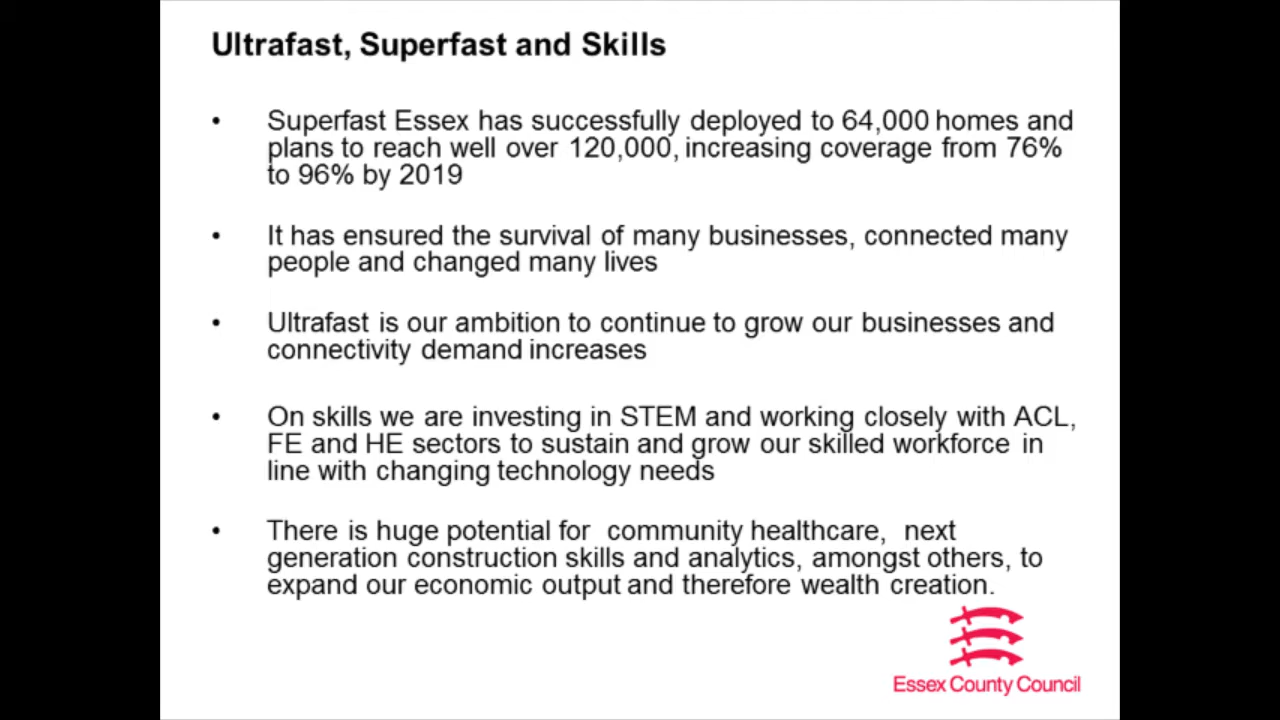 Ultrafast, Superfast and Skills
• Superfast Essex has successfully deployed to 64,000 homes and
plans to reach well over 120,000, increasing coverage from 76%
to 96% by 2019
• It has ensured the survival of many businesses, connected many
people and changed many lives
• Ultrafast is our ambition to continue to grow our businesses and
connectivity demand increases
• On skills we are investing in STEM and working closely with ACL,
FE and HE sectors to sustain and grow our skilled workforce in
line with changing technology needs
• There is huge potential for community healthcare, next
generation construction skills and analytics, amongst others, to
expand our economic output and therefore wealth creation.
Essex County Council